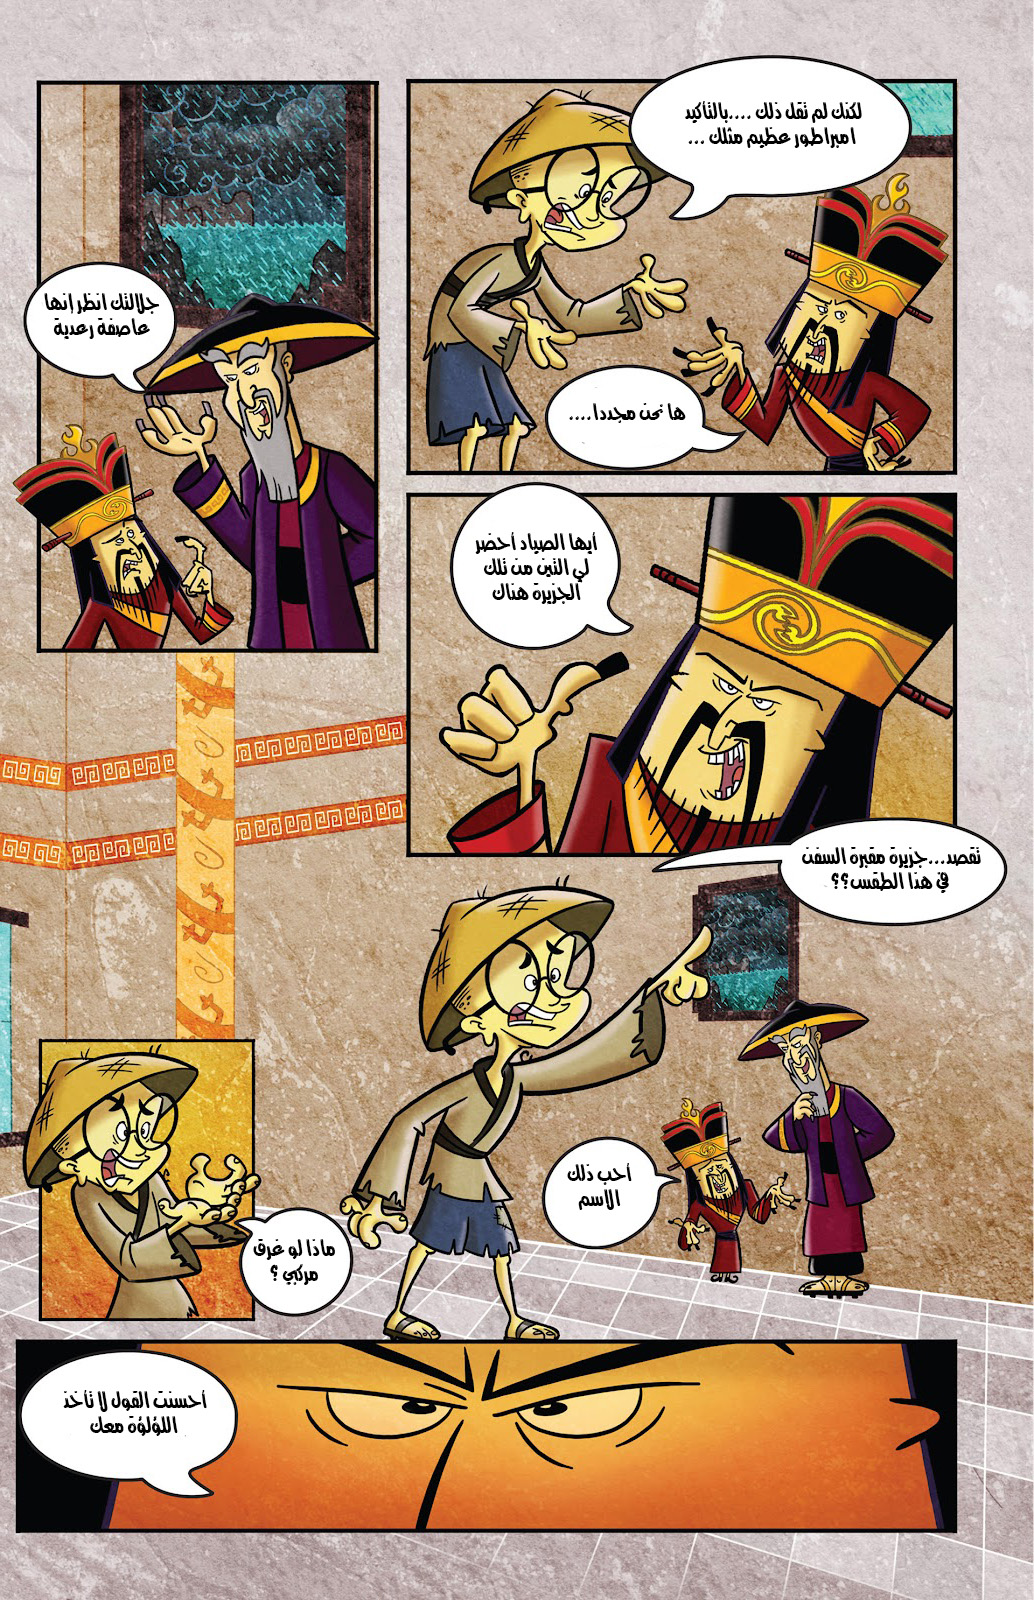 لكنك لم تقل ذلك ....بالتأكيد
امبراطور عظيم مثلك ...
ها نحن مجددا....
جلالتك انظر انها
عاصفة رعدية
أيها الصياد أحضر
لي التين من تلك
الجزيرة هناك
تقصد...جزيرة مقبرة السفن
في هذا الطقس؟؟
أحب ذلك
الاسم
ماذا لو غرق
مركبي ؟
أحسنت القول لا تأخذ
اللؤلؤة معك